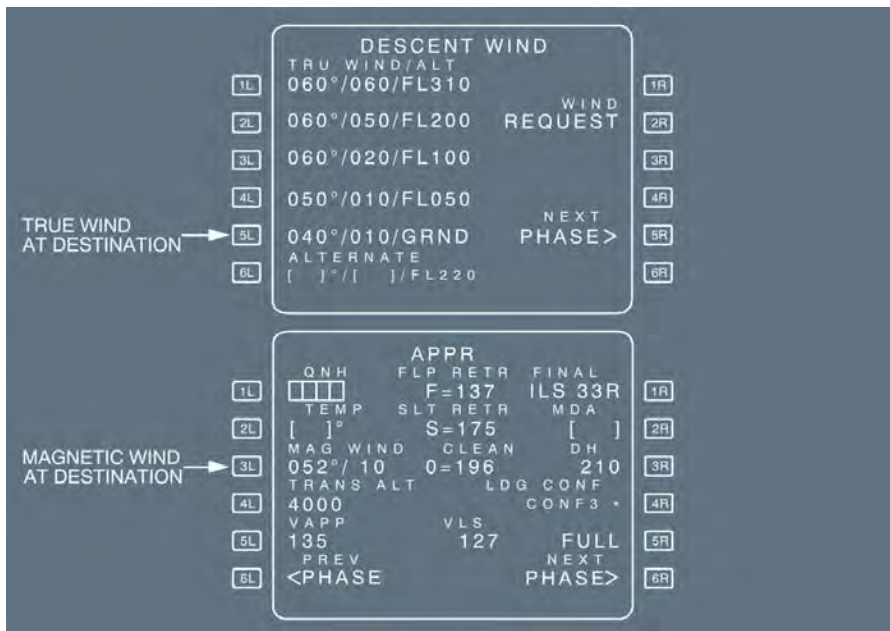 DESCENT WIND
TRU WIND/ALT
1L 060°/060/FL310 1R
WIND
2L 060°/050/FL200 REQUEST 2R
3L 060°/020/FL100 3R
4L 050°/010/FL050 4R
NEXT
TRUE WIND
AT DESTINATION
5L 040°/010/GRND PHASE> 5R
ALTERNATE
6L [ ]°/[ ]/FL220 6R
APPR
QNH FLP RETR FINAL
1L F=137 ILS 33R 1R
TEMP SLT RETR MDA
2L [ ]° S=175 [ ] 2R
MAG WIND CLEAN DH
MAGNETIC WIND
AT DESTINATION
3L 052°/ 10 0=196 210 3R
TRANS ALT LDG CONF
4L 4000 CONF3 * 4R
VAPP VLS
5L 135 127 FULL 5R
PREV NEXT
6L <PHASE PHASE> 6R